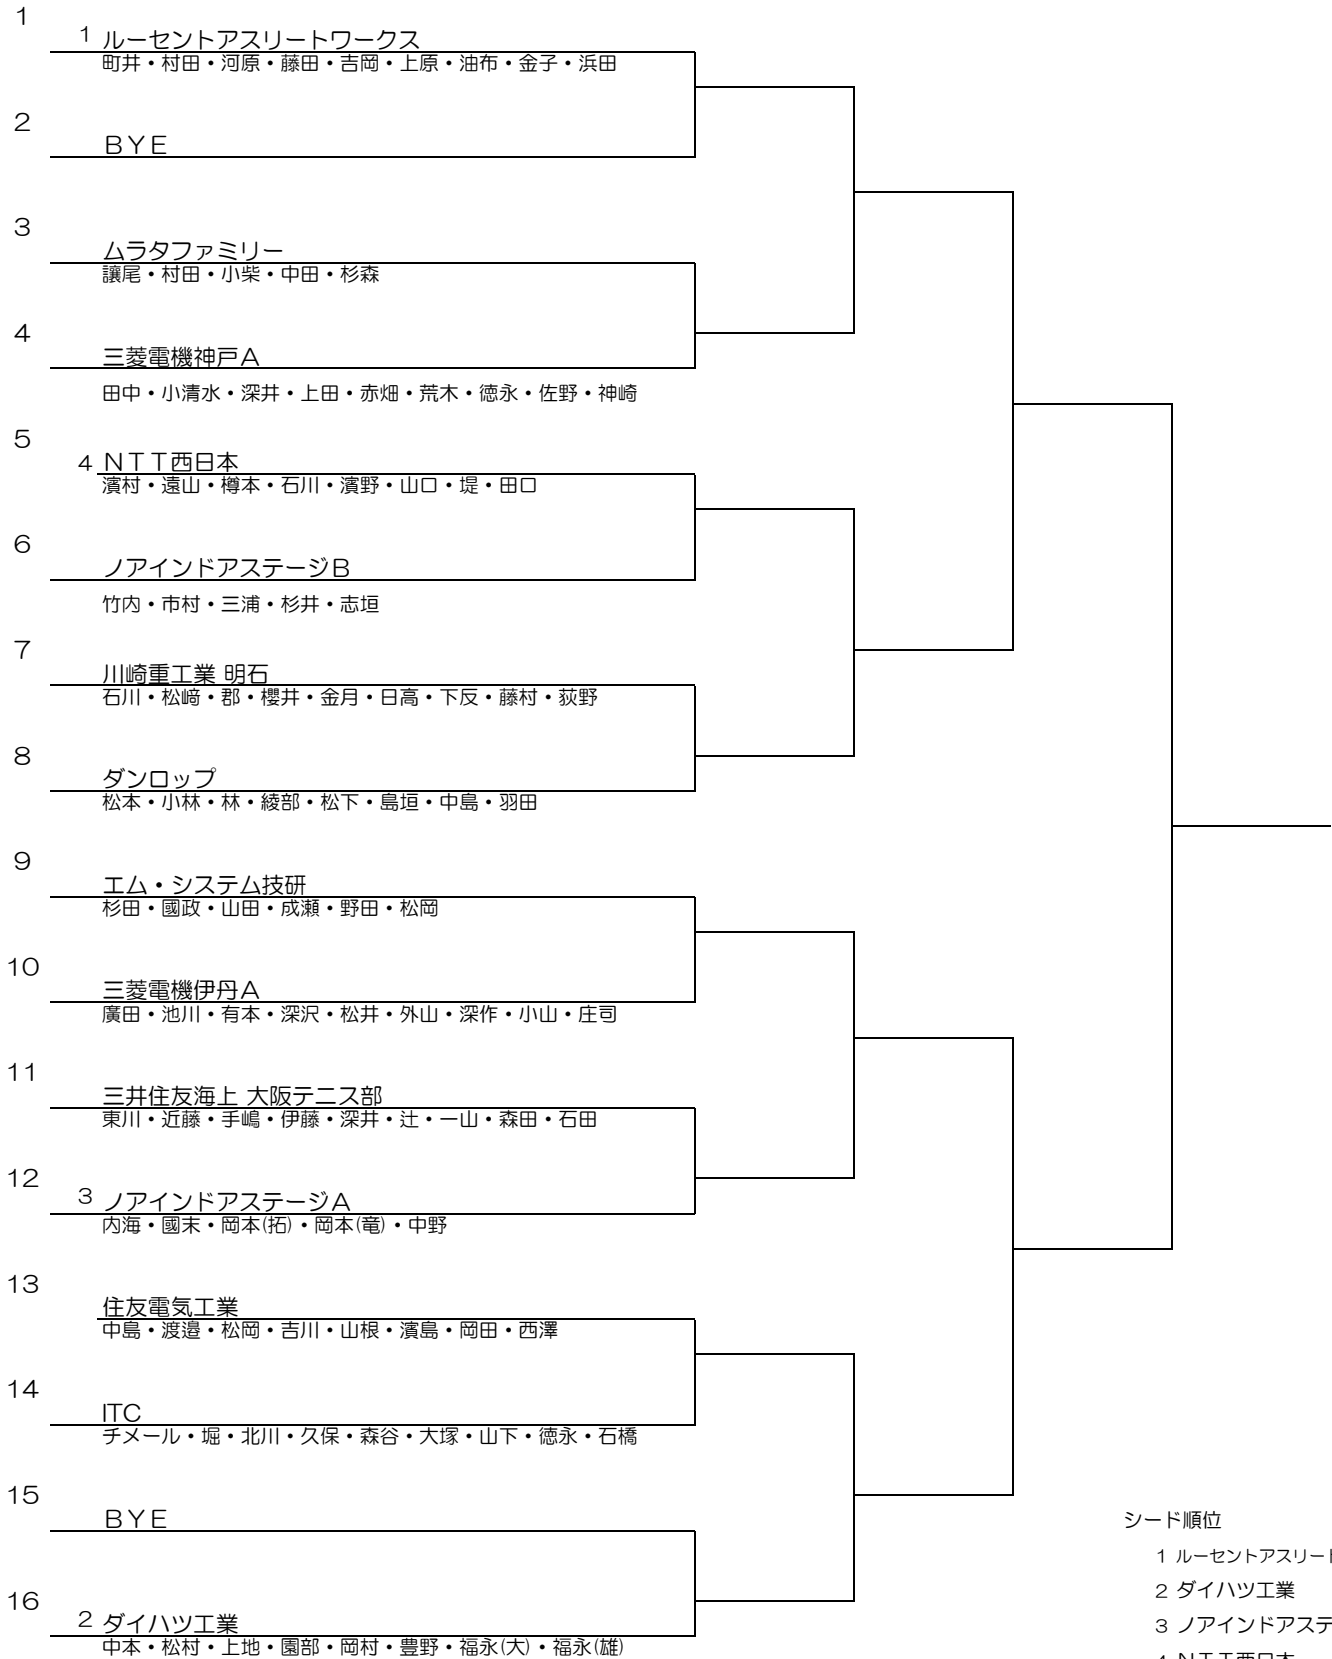 1
1 ルーセントアスリートワークス
町井・村田・河原・藤田・吉岡・上原・油布・金子・浜田
2
ＢＹＥ
3
ムラタファミリー
譲尾・村田・小柴・中田・杉森
4
三菱電機神戸Ａ
田中・小清水・深井・上田・赤畑・荒木・徳永・佐野・神崎
5
4 ＮＴＴ西日本
濱村・遠山・樽本・石川・濱野・山口・堤・田口
6
ノアインドアステージＢ
竹内・市村・三浦・杉井・志垣
7
川崎重工業 明石
石川・松﨑・郡・櫻井・金月・日高・下反・藤村・荻野
8
ダンロップ
松本・小林・林・綾部・松下・島垣・中島・羽田
9
エム・システム技研
杉田・國政・山田・成瀬・野田・松岡
10
三菱電機伊丹Ａ
廣田・池川・有本・深沢・松井・外山・深作・小山・庄司
11
三井住友海上 大阪テニス部
東川・近藤・手嶋・伊藤・深井・辻・一山・森田・石田
12
3 ノアインドアステージＡ
内海・國末・岡本(拓)・岡本(竜)・中野
13
住友電気工業
中島・渡邉・松岡・吉川・山根・濱島・岡田・西澤
14
ITC
チメール・堀・北川・久保・森谷・大塚・山下・徳永・石橋
15
ＢＹＥ
16
2 ダイハツ工業
中本・松村・上地・園部・岡村・豊野・福永(大)・福永(雄)
シード順位
1 ルーセントアスリート
2 ダイハツ工業
3 ノアインドアステ
4 ＮＴＴ西日本